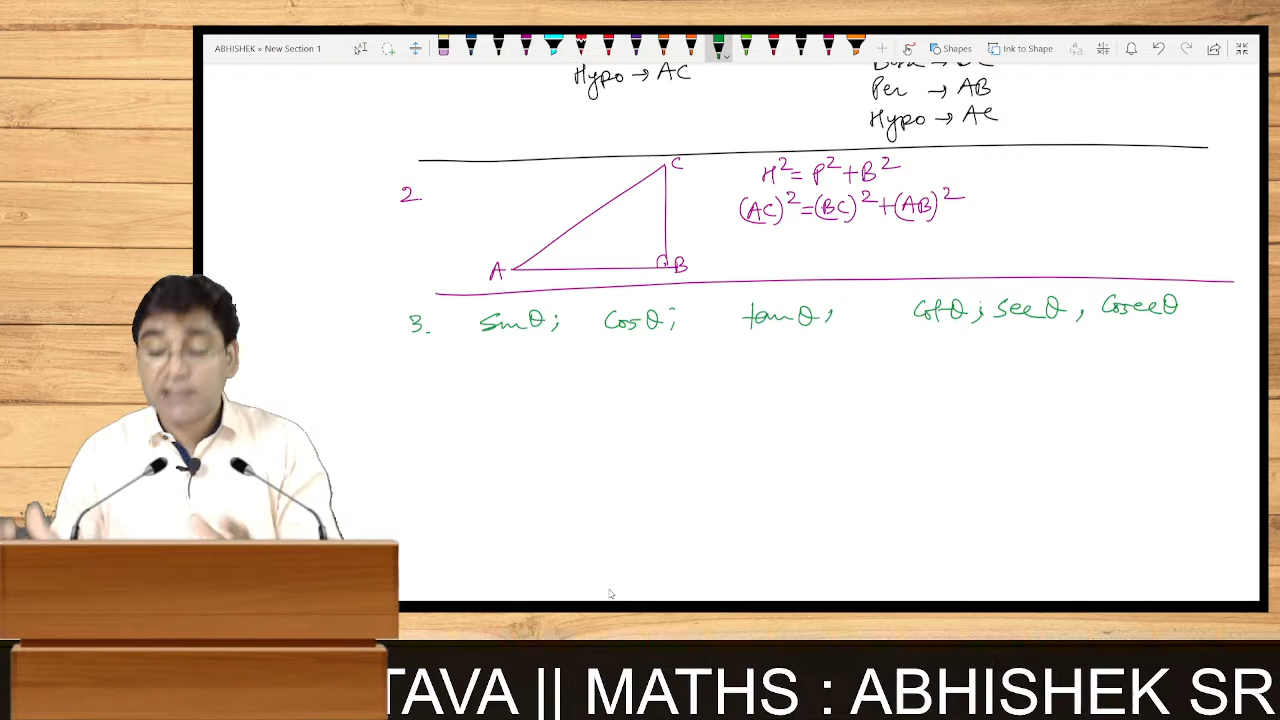 ABHISHEK » New Section 1
Shapes
Ink to Shape
Hypo → AC
Per → AB
Hypo → AC
2.
C
A
B
H²= P²+B²
(AC)²=(BC)²+(AB)²
3. Sinθ; Cosθ; tanθ, Cotθ; Secθ, Cosecθ
TAVA || MATHS : ABHISHEK SR